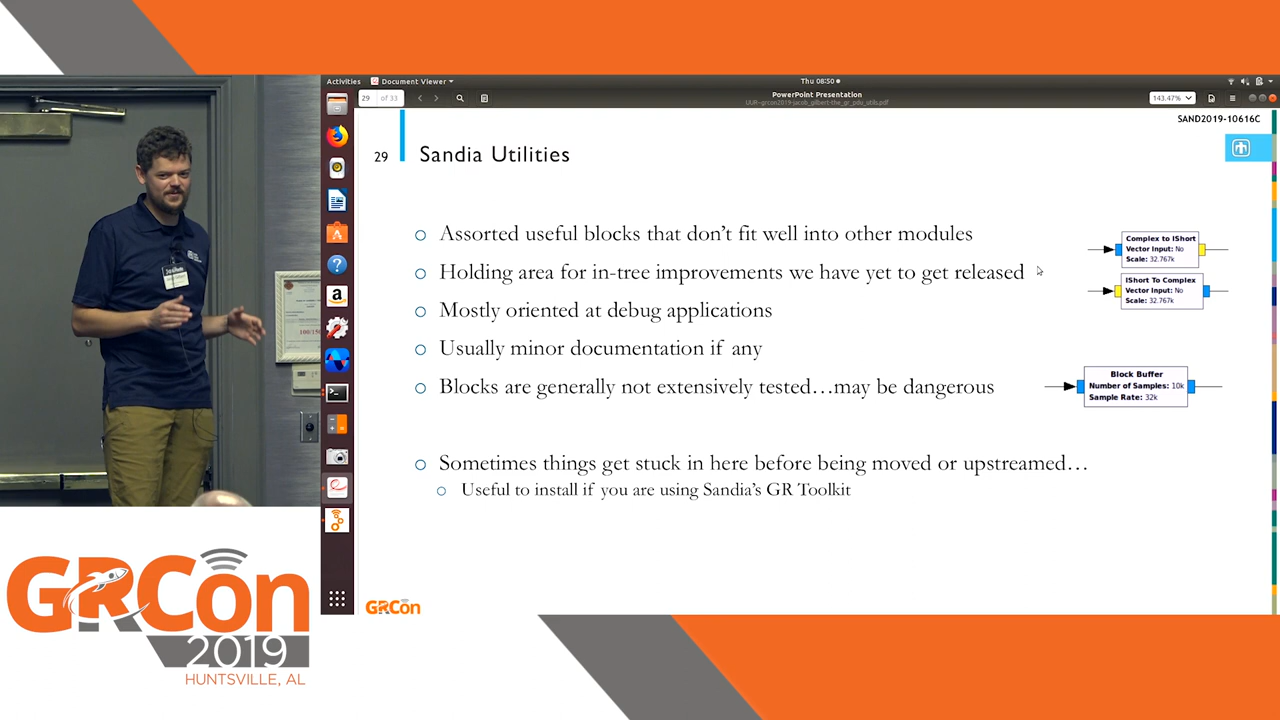 Activities
Document Viewer
Thu 08:50
29 of 33
PowerPoint Presentation
UUR-grcon2019-jacob_gilbert-the_gr_pdu_utils.pdf
143.47%
SAND2019-10616C
29
Sandia Utilities
Assorted useful blocks that don't fit well into other modules
Holding area for in-tree improvements we have yet to get released
Mostly oriented at debug applications
Usually minor documentation if any
Blocks are generally not extensively tested...may be dangerous
Sometimes things get stuck in here before being moved or upstreamed...
Useful to install if you are using Sandia's GR Toolkit
Complex to IShort
Vector Input: No
Scale: 32.767k
IShort To Complex
Vector Input: No
Scale: 32.767k
Block Buffer
Number of Samples: 10k
Sample Rate: 32k
GRCon
GRCon
2019
HUNTSVILLE, AL